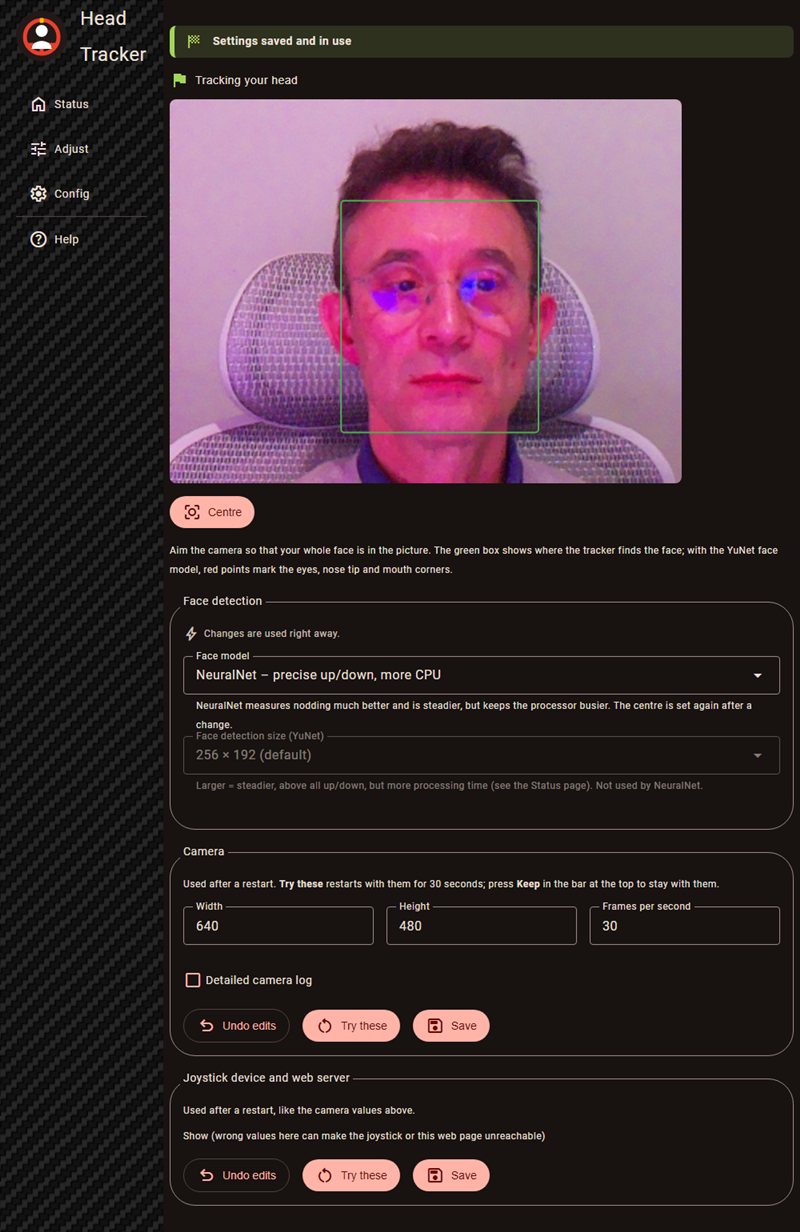 Head
Tracker
Status
Adjust
Config
Help
Settings saved and in use
Tracking your head
Centre
Aim the camera so that your whole face is in the picture. The green box shows where the tracker finds the face; with the YuNet face
model, red points mark the eyes, nose tip and mouth corners.
Face detection
Changes are used right away.
Face model
NeuralNet – precise up/down, more CPU
NeuralNet measures nodding much better and is steadier, but keeps the processor busier. The centre is set again after a
change.
Face detection size (YuNet)
256 × 192 (default)
Larger = steadier, above all up/down, but more processing time (see the Status page). Not used by NeuralNet.
Camera
Used after a restart. Try these restarts with them for 30 seconds; press Keep in the bar at the top to stay with them.
Width
640
Height
480
Frames per second
30
Detailed camera log
Undo edits
Try these
Save
Joystick device and web server
Used after a restart, like the camera values above.
Show (wrong values here can make the joystick or this web page unreachable)
Undo edits
Try these
Save